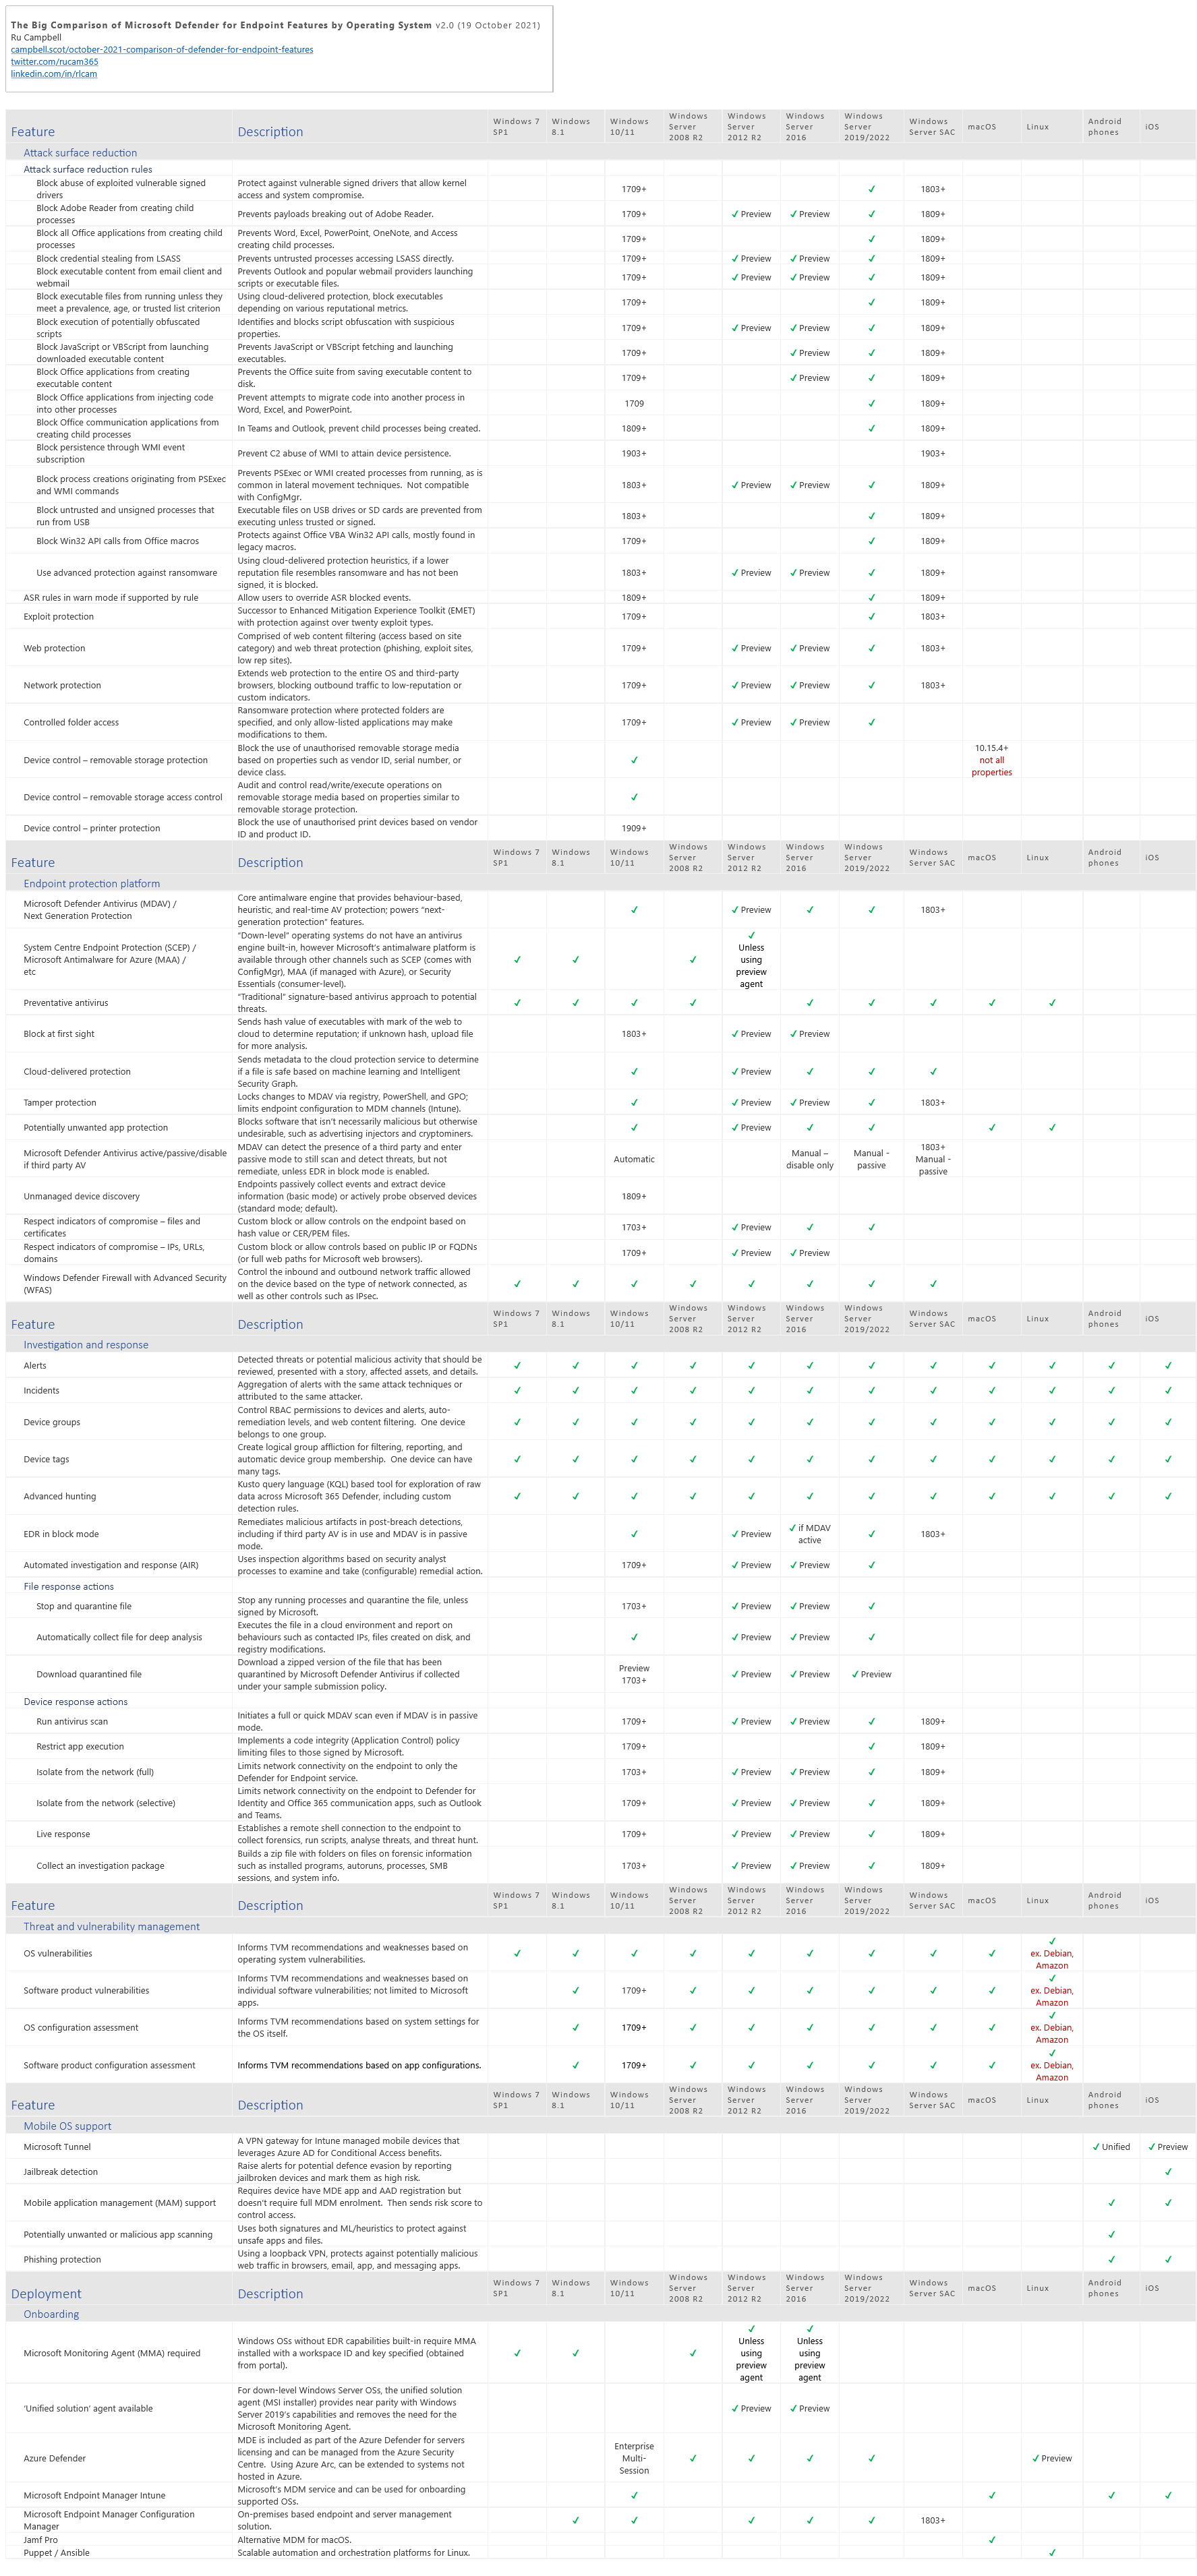 The Big Comparison of Microsoft Defender for Endpoint Features by Operating System v2.0 (19 October 2021)
Ru Campbell
campbell.scot/october-2021-comparison-of-defender-for-endpoint-features
twitter.com/rucam365
linkedin.com/in/rlcam
Feature Description Windows 7 SP1 Windows 8.1 Windows 10/11 Windows Server 2008 R2 Windows Server 2012 R2 Windows Server 2016 Windows Server 2019/2022 Windows Server SAC macOS Linux Android phones iOS
Attack surface reduction
Attack surface reduction rules
Block abuse of exploited vulnerable signed drivers Protect against vulnerable signed drivers that allow kernel access and system compromise. 1709+ ✓ 1803+
Block Adobe Reader from creating child processes Prevents payloads breaking out of Adobe Reader. 1709+ ✓ Preview ✓ Preview ✓ 1809+
Block all Office applications from creating child processes Prevents Word, Excel, PowerPoint, OneNote, and Access creating child processes. 1709+ ✓ 1809+
Block credential stealing from LSASS Prevents untrusted processes accessing LSASS directly. 1709+ ✓ Preview ✓ Preview ✓ 1809+
Block executable content from email client and webmail Prevents Outlook and popular webmail providers launching scripts or executable files. 1709+ ✓ Preview ✓ Preview ✓ 1809+
Block executable files from running unless they meet a prevalence, age, or trusted list criterion Using cloud-delivered protection, block executables depending on various reputational metrics. 1709+ ✓ 1809+
Block execution of potentially obfuscated scripts Identifies and blocks script obfuscation with suspicious properties. 1709+ ✓ Preview ✓ Preview ✓ 1809+
Block JavaScript or VBScript from launching downloaded executable content Prevents JavaScript or VBScript fetching and launching executables. 1709+ ✓ Preview ✓ 1809+
Block Office applications from creating executable content Prevents the Office suite from saving executable content to disk. 1709+ ✓ Preview ✓ 1809+
Block Office applications from injecting code into other processes Prevent attempts to migrate code into another process in Word, Excel, and PowerPoint. 1709 ✓ 1809+
Block Office communication applications from creating child processes In Teams and Outlook, prevent child processes being created. 1809+ ✓ 1809+
Block persistence through WMI event subscription Prevent C2 abuse of WMI to attain device persistence. 1903+ 1903+
Block process creations originating from PSExec and WMI commands Prevents PSExec or WMI created processes from running, as is common in lateral movement techniques. Not compatible with ConfigMgr. 1803+ ✓ Preview ✓ Preview ✓ 1809+
Block untrusted and unsigned processes that run from USB Executable files on USB drives or SD cards are prevented from executing unless trusted or signed. 1803+ ✓ 1809+
Block Win32 API calls from Office macros Protects against Office VBA Win32 API calls, mostly found in legacy macros. 1709+ ✓ 1809+
Use advanced protection against ransomware Using cloud-delivered protection heuristics, if a lower reputation file resembles ransomware and has not been signed, it is blocked. 1803+ ✓ Preview ✓ Preview ✓ 1809+
ASR rules in warn mode if supported by rule Allow users to override ASR blocked events. 1809+ ✓ 1809+
Exploit protection Successor to Enhanced Mitigation Experience Toolkit (EMET) with protection against over twenty exploit types. 1709+ ✓ 1803+
Web protection Comprised of web content filtering (access based on site category) and web threat protection (phishing, exploit sites, low rep sites). 1709+ ✓ Preview ✓ Preview ✓ 1803+
Network protection Extends web protection to the entire OS and third-party browsers, blocking outbound traffic to low-reputation or custom indicators. 1709+ ✓ Preview ✓ Preview ✓ 1803+
Controlled folder access Ransomware protection where protected folders are specified, and only allow-listed applications may make modifications to them. 1709+ ✓ Preview ✓ Preview ✓
Device control – removable storage protection Block the use of unauthorised removable storage media based on properties such as vendor ID, serial number, or device class. ✓ 10.15.4+ not all properties
Device control – removable storage access control Audit and control read/write/execute operations on removable storage media based on properties similar to removable storage protection. ✓
Device control – printer protection Block the use of unauthorised print devices based on vendor ID and product ID. 1909+
Feature Description Windows 7 SP1 Windows 8.1 Windows 10/11 Windows Server 2008 R2 Windows Server 2012 R2 Windows Server 2016 Windows Server 2019/2022 Windows Server SAC macOS Linux Android phones iOS
Endpoint protection platform
Microsoft Defender Antivirus (MDAV) / Next Generation Protection Core antimalware engine that provides behaviour-based, heuristic, and real-time AV protection; powers “next-generation protection” features. ✓ ✓ Preview ✓ ✓ 1803+
System Centre Endpoint Protection (SCEP) / Microsoft Antimalware for Azure (MAA) / etc “Down-level” operating systems do not have an antivirus engine built-in, however Microsoft's antimalware platform is available through other channels such as SCEP (comes with ConfigMgr), MAA (if managed with Azure), or Security Essentials (consumer-level). ✓ ✓ ✓ ✓ Unless using preview agent
Preventative antivirus “Traditional” signature-based antivirus approach to potential threats. ✓ ✓ ✓ ✓ ✓ ✓ ✓ ✓ ✓
Block at first sight Sends hash value of executables with mark of the web to cloud to determine reputation; if unknown hash, upload file for more analysis. 1803+ ✓ Preview ✓ Preview
Cloud-delivered protection Sends metadata to the cloud protection service to determine if a file is safe based on machine learning and Intelligent Security Graph. ✓ ✓ Preview ✓ ✓ ✓
Tamper protection Locks changes to MDAV via registry, PowerShell, and GPO; limits endpoint configuration to MDM channels (Intune). ✓ ✓ Preview ✓ Preview ✓ 1803+
Potentially unwanted app protection Blocks software that isn't necessarily malicious but otherwise undesirable, such as advertising injectors and cryptominers. ✓ ✓ Preview ✓ ✓ ✓ ✓
Microsoft Defender Antivirus active/passive/disable if third party AV MDAV can detect the presence of a third party and enter passive mode to still scan and detect threats, but not remediate, unless EDR in block mode is enabled. Automatic Manual – disable only Manual - passive 1803+ Manual - passive
Unmanaged device discovery Endpoints passively collect events and extract device information (basic mode) or actively probe observed devices (standard mode; default). 1809+
Respect indicators of compromise – files and certificates Custom block or allow controls on the endpoint based on hash value or CER/PEM files. 1703+ ✓ Preview ✓ ✓
Respect indicators of compromise – IPs, URLs, domains Custom block or allow controls based on public IP or FQDNs (or full web paths for Microsoft web browsers). 1709+ ✓ Preview ✓ Preview
Windows Defender Firewall with Advanced Security (WFAS) Control the inbound and outbound network traffic allowed on the device based on the type of network connected, as well as other controls such as IPsec. ✓ ✓ ✓ ✓ ✓ ✓ ✓ ✓
Feature Description Windows 7 SP1 Windows 8.1 Windows 10/11 Windows Server 2008 R2 Windows Server 2012 R2 Windows Server 2016 Windows Server 2019/2022 Windows Server SAC macOS Linux Android phones iOS
Investigation and response
Alerts Detected threats or potential malicious activity that should be reviewed, presented with a story, affected assets, and details. ✓ ✓ ✓ ✓ ✓ ✓ ✓ ✓ ✓ ✓ ✓ ✓
Incidents Aggregation of alerts with the same attack techniques or attributed to the same attacker. ✓ ✓ ✓ ✓ ✓ ✓ ✓ ✓ ✓ ✓ ✓ ✓
Device groups Control RBAC permissions to devices and alerts, auto-remediation levels, and web content filtering. One device belongs to one group. ✓ ✓ ✓ ✓ ✓ ✓ ✓ ✓ ✓ ✓ ✓ ✓
Device tags Create logical group affliction for filtering, reporting, and automatic device group membership. One device can have many tags. ✓ ✓ ✓ ✓ ✓ ✓ ✓ ✓ ✓ ✓ ✓ ✓
Advanced hunting Kusto query language (KQL) based tool for exploration of raw data across Microsoft 365 Defender, including custom detection rules. ✓ ✓ ✓ ✓ ✓ ✓ ✓ ✓ ✓ ✓ ✓ ✓
EDR in block mode Remediates malicious artifacts in post-breach detections, including if third party AV is in use and MDAV is in passive mode. ✓ ✓ Preview ✓ if MDAV active ✓ 1803+
Automated investigation and response (AIR) Uses inspection algorithms based on security analyst processes to examine and take (configurable) remedial action. 1709+ ✓ Preview ✓ Preview ✓
File response actions
Stop and quarantine file Stop any running processes and quarantine the file, unless signed by Microsoft. 1703+ ✓ Preview ✓ Preview ✓
Automatically collect file for deep analysis Executes the file in a cloud environment and report on behaviours such as contacted IPs, files created on disk, and registry modifications. ✓ ✓ Preview ✓ Preview ✓
Download quarantined file Download a zipped version of the file that has been quarantined by Microsoft Defender Antivirus if collected under your sample submission policy. Preview 1703+ ✓ Preview ✓ Preview ✓ Preview
Device response actions
Run antivirus scan Initiates a full or quick MDAV scan even if MDAV is in passive mode. 1709+ ✓ Preview ✓ Preview ✓ 1809+
Restrict app execution Implements a code integrity (Application Control) policy limiting files to those signed by Microsoft. 1709+ ✓ 1809+
Isolate from the network (full) Limits network connectivity on the endpoint to only the Defender for Endpoint service. 1703+ ✓ Preview ✓ Preview ✓ 1809+
Isolate from the network (selective) Limits network connectivity on the endpoint to Defender for Identity and Office 365 communication apps, such as Outlook and Teams. 1709+ ✓ Preview ✓ Preview ✓ 1809+
Live response Establishes a remote shell connection to the endpoint to collect forensics, run scripts, analyse threats, and threat hunt. 1709+ ✓ Preview ✓ Preview ✓ 1809+
Collect an investigation package Builds a zip file with folders on files on forensic information such as installed programs, autoruns, processes, SMB sessions, and system info. 1703+ ✓ Preview ✓ Preview ✓ 1809+
Feature Description Windows 7 SP1 Windows 8.1 Windows 10/11 Windows Server 2008 R2 Windows Server 2012 R2 Windows Server 2016 Windows Server 2019/2022 Windows Server SAC macOS Linux Android phones iOS
Threat and vulnerability management
OS vulnerabilities Informs TVM recommendations and weaknesses based on operating system vulnerabilities. ✓ ✓ ✓ ✓ ✓ ✓ ✓ ✓ ✓ ✓ ex. Debian, Amazon
Software product vulnerabilities Informs TVM recommendations and weaknesses based on individual software vulnerabilities; not limited to Microsoft apps. ✓ 1709+ ✓ ✓ ✓ ✓ ✓ ✓ ✓ ex. Debian, Amazon
OS configuration assessment Informs TVM recommendations based on system settings for the OS itself. ✓ 1709+ ✓ ✓ ✓ ✓ ✓ ✓ ✓ ex. Debian, Amazon
Software product configuration assessment Informs TVM recommendations based on app configurations. ✓ 1709+ ✓ ✓ ✓ ✓ ✓ ✓ ✓ ex. Debian, Amazon
Feature Description Windows 7 SP1 Windows 8.1 Windows 10/11 Windows Server 2008 R2 Windows Server 2012 R2 Windows Server 2016 Windows Server 2019/2022 Windows Server SAC macOS Linux Android phones iOS
Mobile OS support
Microsoft Tunnel A VPN gateway for Intune managed mobile devices that leverages Azure AD for Conditional Access benefits. ✓ Unified ✓ Preview
Jailbreak detection Raise alerts for potential defence evasion by reporting jailbroken devices and mark them as high risk. ✓
Mobile application management (MAM) support Requires device have MDE app and AAD registration but doesn't require full MDM enrolment. Then sends risk score to control access. ✓ ✓
Potentially unwanted or malicious app scanning Uses both signatures and ML/heuristics to protect against unsafe apps and files. ✓
Phishing protection Using a loopback VPN, protects against potentially malicious web traffic in browsers, email, app, and messaging apps. ✓ ✓
Deployment Description Windows 7 SP1 Windows 8.1 Windows 10/11 Windows Server 2008 R2 Windows Server 2012 R2 Windows Server 2016 Windows Server 2019/2022 Windows Server SAC macOS Linux Android phones iOS
Onboarding
Microsoft Monitoring Agent (MMA) required Windows OSs without EDR capabilities built-in require MMA installed with a workspace ID and key specified (obtained from portal). ✓ ✓ ✓ ✓ Unless using preview agent ✓ Unless using preview agent
'Unified solution' agent available For down-level Windows Server OSs, the unified solution agent (MSI installer) provides near parity with Windows Server 2019's capabilities and removes the need for the Microsoft Monitoring Agent. ✓ Preview ✓ Preview
Azure Defender MDE is included as part of the Azure Defender for servers licensing and can be managed from the Azure Security Centre. Using Azure Arc, can be extended to systems not hosted in Azure. Enterprise Multi-Session ✓ ✓ ✓ ✓ ✓ Preview
Microsoft Endpoint Manager Intune Microsoft's MDM service and can be used for onboarding supported OSs. ✓ ✓ ✓ ✓
Microsoft Endpoint Manager Configuration Manager On-premises based endpoint and server management solution. ✓ ✓ ✓ ✓ ✓ 1803+
Jamf Pro Alternative MDM for macOS. ✓
Puppet / Ansible Scalable automation and orchestration platforms for Linux. ✓